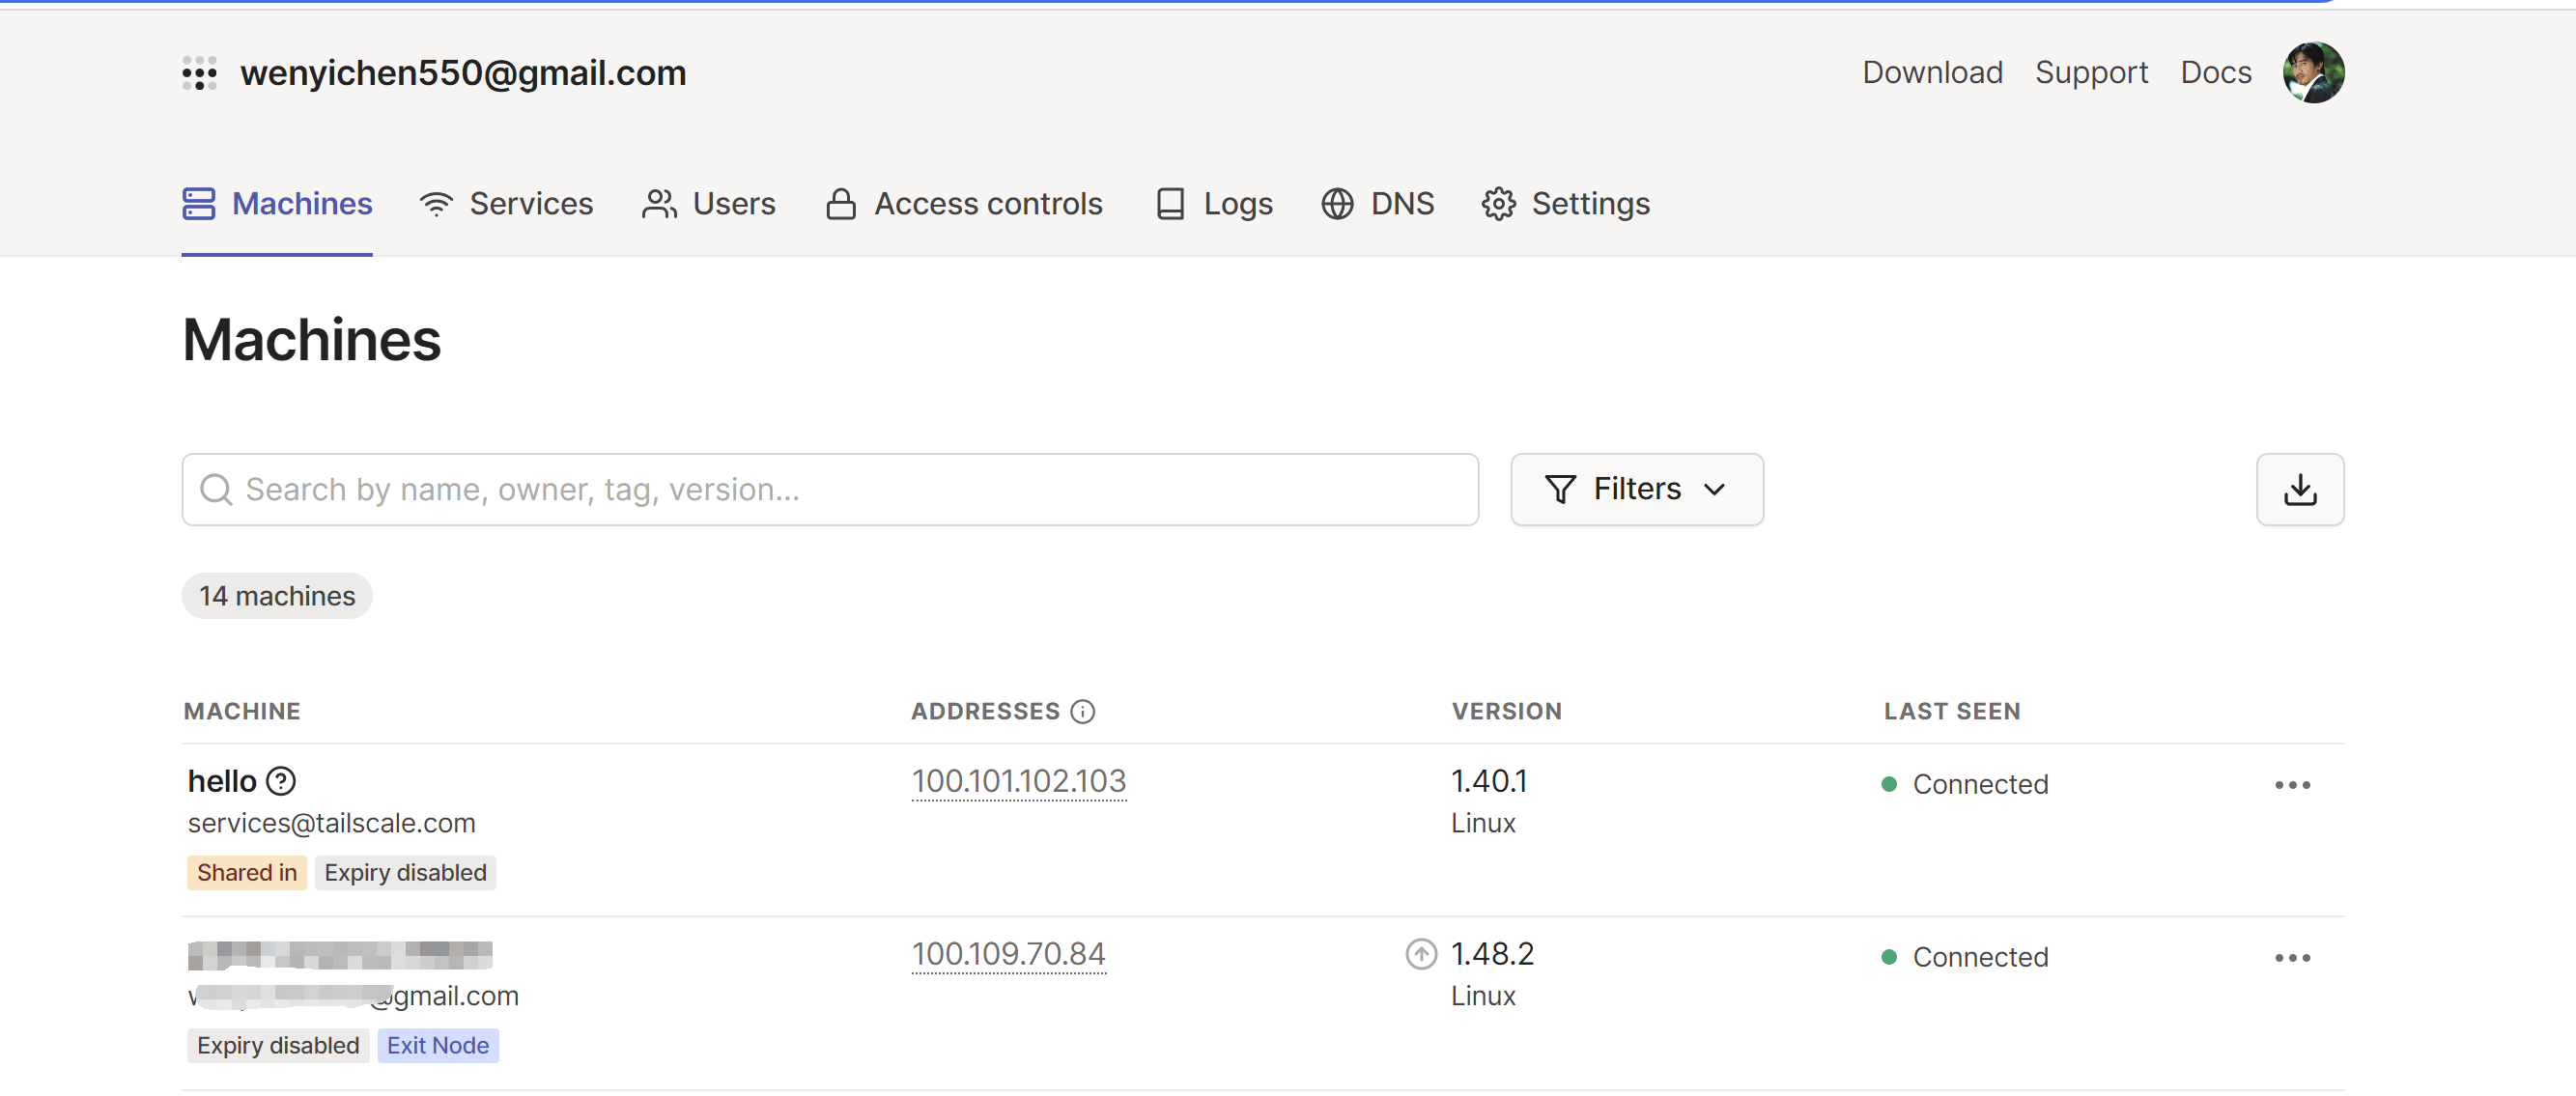 wenyichen550@gmail.com
Download Support Docs
Machines Services Users Access controls Logs DNS Settings
Machines
Search by name, owner, tag, version...
Filters
14 machines
MACHINE ADDRESSES VERSION LAST SEEN
hello 100.101.102.103 1.40.1 Connected
services@tailscale.com Linux
Shared in Expiry disabled
100.109.70.84 1.48.2 Connected
@gmail.com Linux
Expiry disabled Exit Node